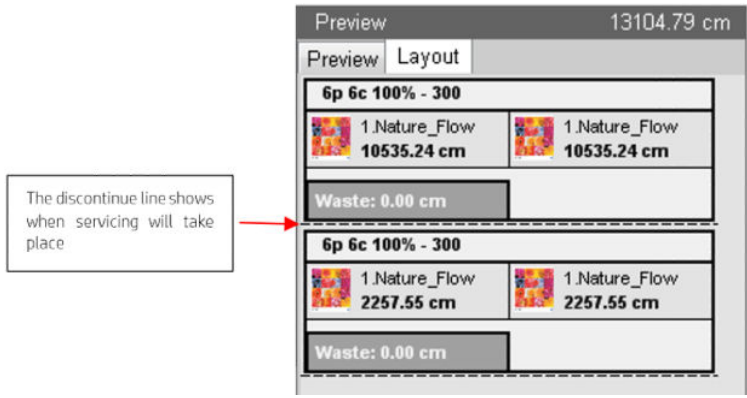 Preview 13104.79 cm
Preview Layout
6p 6c 100% - 300
1.Nature_Flow 1.Nature_Flow
10535.24 cm 10535.24 cm
Waste: 0.00 cm
The discontinue line shows
when servicing will take
place
6p 6c 100% - 300
1.Nature_Flow 1.Nature_Flow
2257.55 cm 2257.55 cm
Waste: 0.00 cm